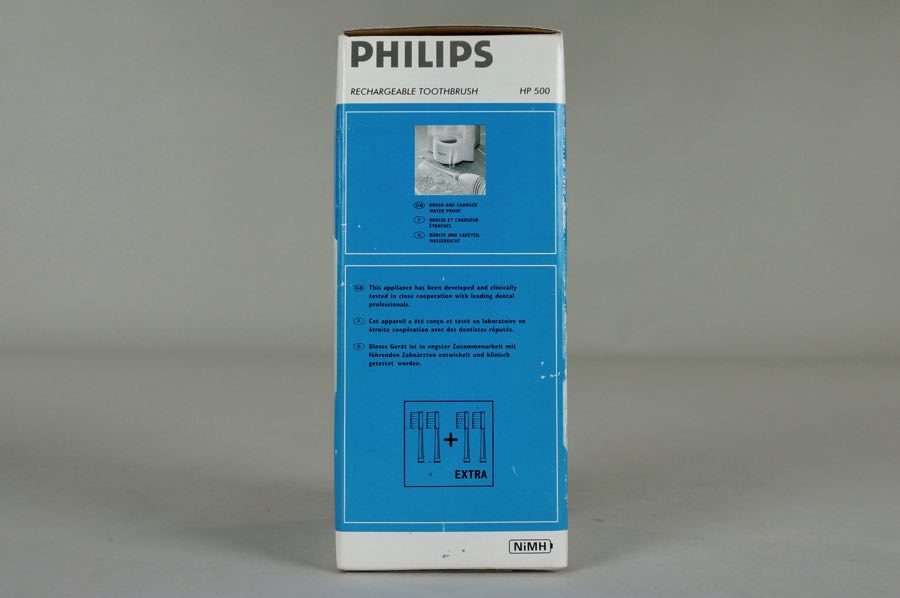 PHILIPS
RECHARGEABLE TOOTHBRUSH HP 500
GB BRUSH AND CHARGER
WATER PROOF
F BROSSE ET CHARGEUR
ÉTANCHES
D BÜRSTE UND LADETEIL
WASSERDICHT
GB This appliance has been developed and clinically
tested in close cooperation with leading dental
professionals.
F Cet appareil a été conçu et testé en laboratoire en
étroite coopération avec des dentistes réputés.
D Dieses Gerät ist in engster Zusammenarbeit mit
führenden Zahnärzten entwickelt und klinisch
getestet worden.
+
EXTRA
NiMH